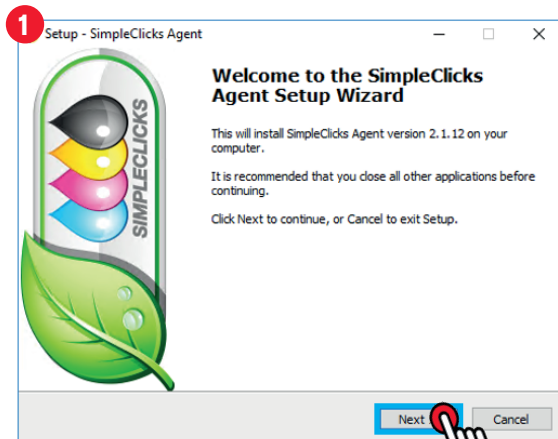 1
Setup - SimpleClicks Agent
SIMPLECLICKS
Welcome to the SimpleClicks
Agent Setup Wizard
This will install SimpleClicks Agent version 2.1.12 on your
computer.
It is recommended that you close all other applications before
continuing.
Click Next to continue, or Cancel to exit Setup.
Next
Cancel